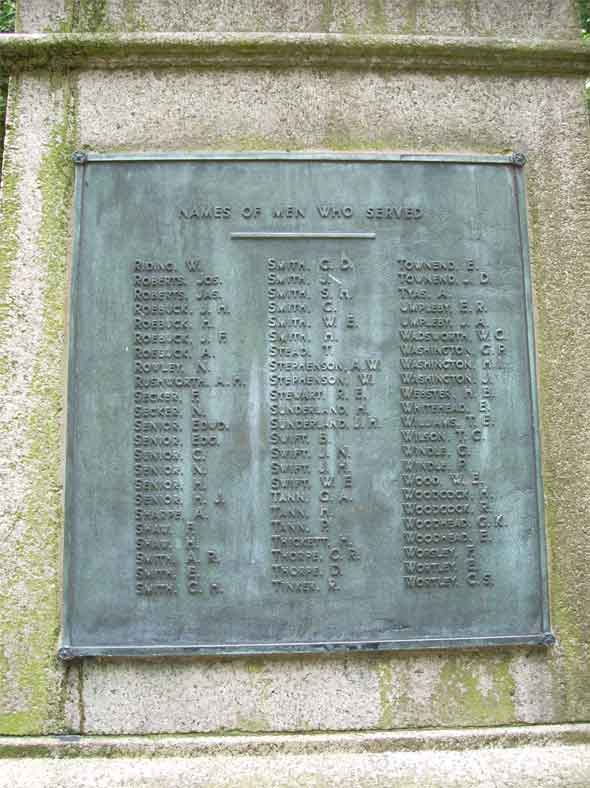 NAMES OF MEN WHO SERVED
RIDING, W.
ROBERTS, JOS.
ROBERTS, JAS.
ROEBUCK, J. H.
ROEBUCK, H.
ROEBUCK, J. F.
ROEBUCK, A.
ROWLEY, N.
RUSHWORTH, A. H.
SECKER, F.
SECKER, N.
SENIOR, EDWD.
SENIOR, EDG.
SENIOR, C.
SENIOR, N.
SENIOR, H.
SENIOR, H. J.
SHARPE, A.
SHAW, F.
SHAW, H.
SMITH, A. R.
SMITH, E.
SMITH, C. H.
SMITH, G. D.
SMITH, J.
SMITH, S. H.
SMITH, C.
SMITH, W. E.
SMITH, H.
STEAD, T.
STEPHENSON, A. W.
STEPHENSON, W.
STEWART, R. E.
SUNDERLAND, H.
SUNDERLAND, J. H.
SWIFT, B.
SWIFT, J. N.
SWIFT, J. H.
SWIFT, W. E.
TANN, G. A.
TANN, H.
TANN, P.
THICKETT, H.
THORPE, C. R.
THORPE, D.
TINKER, R.
TOWNEND, E.
TOWNEND, J. D.
TYAS, A.
UMPLEBY, E. R.
UMPLEBY, J. A.
WADSWORTH, W. C.
WASHINGTON, G. P.
WASHINGTON, H.
WASHINGTON, J.
WEBSTER, H. B.
WHITEHEAD, E.
WILLIAMS, T. E.
WILSON, T. C.
WINDLE, G.
WINDLE, F.
WOOD, W. E.
WOODCOCK, H.
WOODCOCK, R.
WOODHEAD, G. K.
WOODHEAD, E.
WORSLEY, F.
WORTLEY, E.
WORTLEY, C. S.